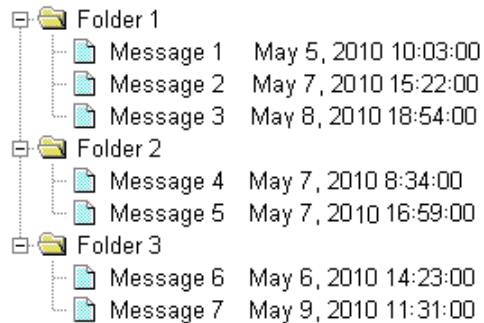 Folder 1
Message 1 May 5, 2010 10:03:00
Message 2 May 7, 2010 15:22:00
Message 3 May 8, 2010 18:54:00
Folder 2
Message 4 May 7, 2010 8:34:00
Message 5 May 7, 2010 16:59:00
Folder 3
Message 6 May 6, 2010 14:23:00
Message 7 May 9, 2010 11:31:00